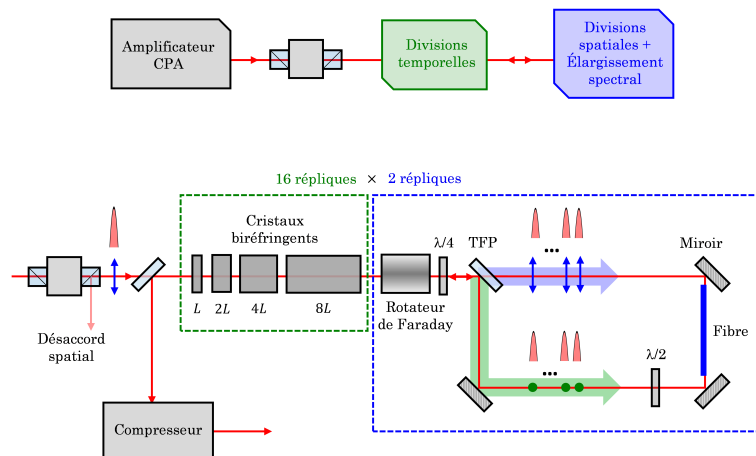 Amplificateur
CPA
Divisions
temporelles
Divisions
spatiales +
Élargissement
spectral
16 répliques × 2 répliques
Cristaux
biréfringents
L 2L 4L 8L
Désaccord
spatial
Compresseur
λ/4
Rotateur
de Faraday
TFP
...
Miroir
Fibre
...
λ/2